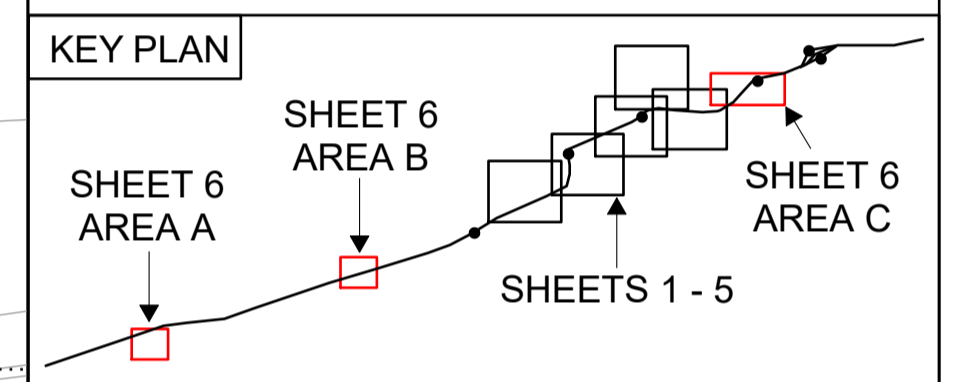 KEY PLAN
SHEET 6
AREA A
SHEET 6
AREA B
SHEETS 1 - 5
SHEET 6
AREA C